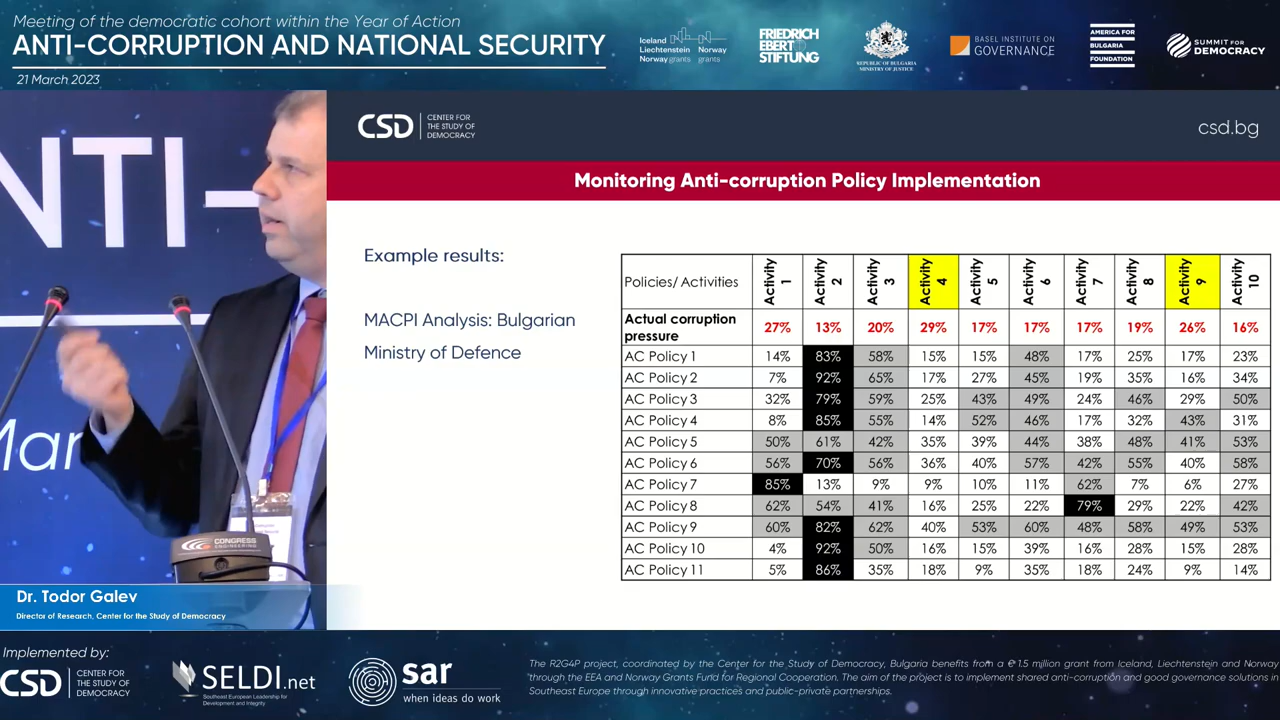 Meeting of the democratic cohort within the Year of Action
ANTI-CORRUPTION AND NATIONAL SECURITY
21 March 2023
Iceland
Liechtenstein Norway
Norway grants grants
FRIEDRICH
EBERT
STIFTUNG
REPUBLIC OF BULGARIA
MINISTRY OF JUSTICE
BASEL INSTITUTE ON
GOVERNANCE
AMERICA FOR
BULGARIA
FOUNDATION
SUMMIT FOR
DEMOCRACY
NTI-
Mar
CONGRESS
ENGINEERING
CSD CENTER FOR
THE STUDY OF
DEMOCRACY
csd.bg
Monitoring Anti-corruption Policy Implementation
Example results:
MACPI Analysis: Bulgarian
Ministry of Defence
Policies/ Activities Activity 1 Activity 2 Activity 3 Activity 4 Activity 5 Activity 6 Activity 7 Activity 8 Activity 9 Activity 10
Actual corruption
pressure 27% 13% 20% 29% 17% 17% 17% 19% 26% 16%
AC Policy 1 14% 83% 58% 15% 15% 48% 17% 25% 17% 23%
AC Policy 2 7% 92% 65% 17% 27% 45% 19% 35% 16% 34%
AC Policy 3 32% 79% 59% 25% 43% 49% 24% 46% 29% 50%
AC Policy 4 8% 85% 55% 14% 52% 46% 17% 32% 43% 31%
AC Policy 5 50% 61% 42% 35% 39% 44% 38% 48% 41% 53%
AC Policy 6 56% 70% 56% 36% 40% 57% 42% 55% 40% 58%
AC Policy 7 85% 13% 9% 9% 10% 11% 62% 7% 6% 27%
AC Policy 8 62% 54% 41% 16% 25% 22% 79% 29% 22% 42%
AC Policy 9 60% 82% 62% 40% 53% 60% 48% 58% 49% 53%
AC Policy 10 4% 92% 50% 16% 15% 39% 16% 28% 15% 28%
AC Policy 11 5% 86% 35% 18% 9% 35% 18% 24% 9% 14%
Dr. Todor Galev
Director of Research, Center for the Study of Democracy
Implemented by:
CSD CENTER FOR
THE STUDY OF
DEMOCRACY
SELDI.net
Southeast European Leadership for
Development and Integrity
sar
when ideas do work
The R2G4P project, coordinated by the Center for the Study of Democracy, Bulgaria benefits from a € 1.5 million grant from Iceland, Liechtenstein and Norway
through the EEA and Norway Grants Fund for Regional Cooperation. The aim of the project is to implement shared anti-corruption and good governance solutions in
Southeast Europe through innovative practices and public-private partnerships.